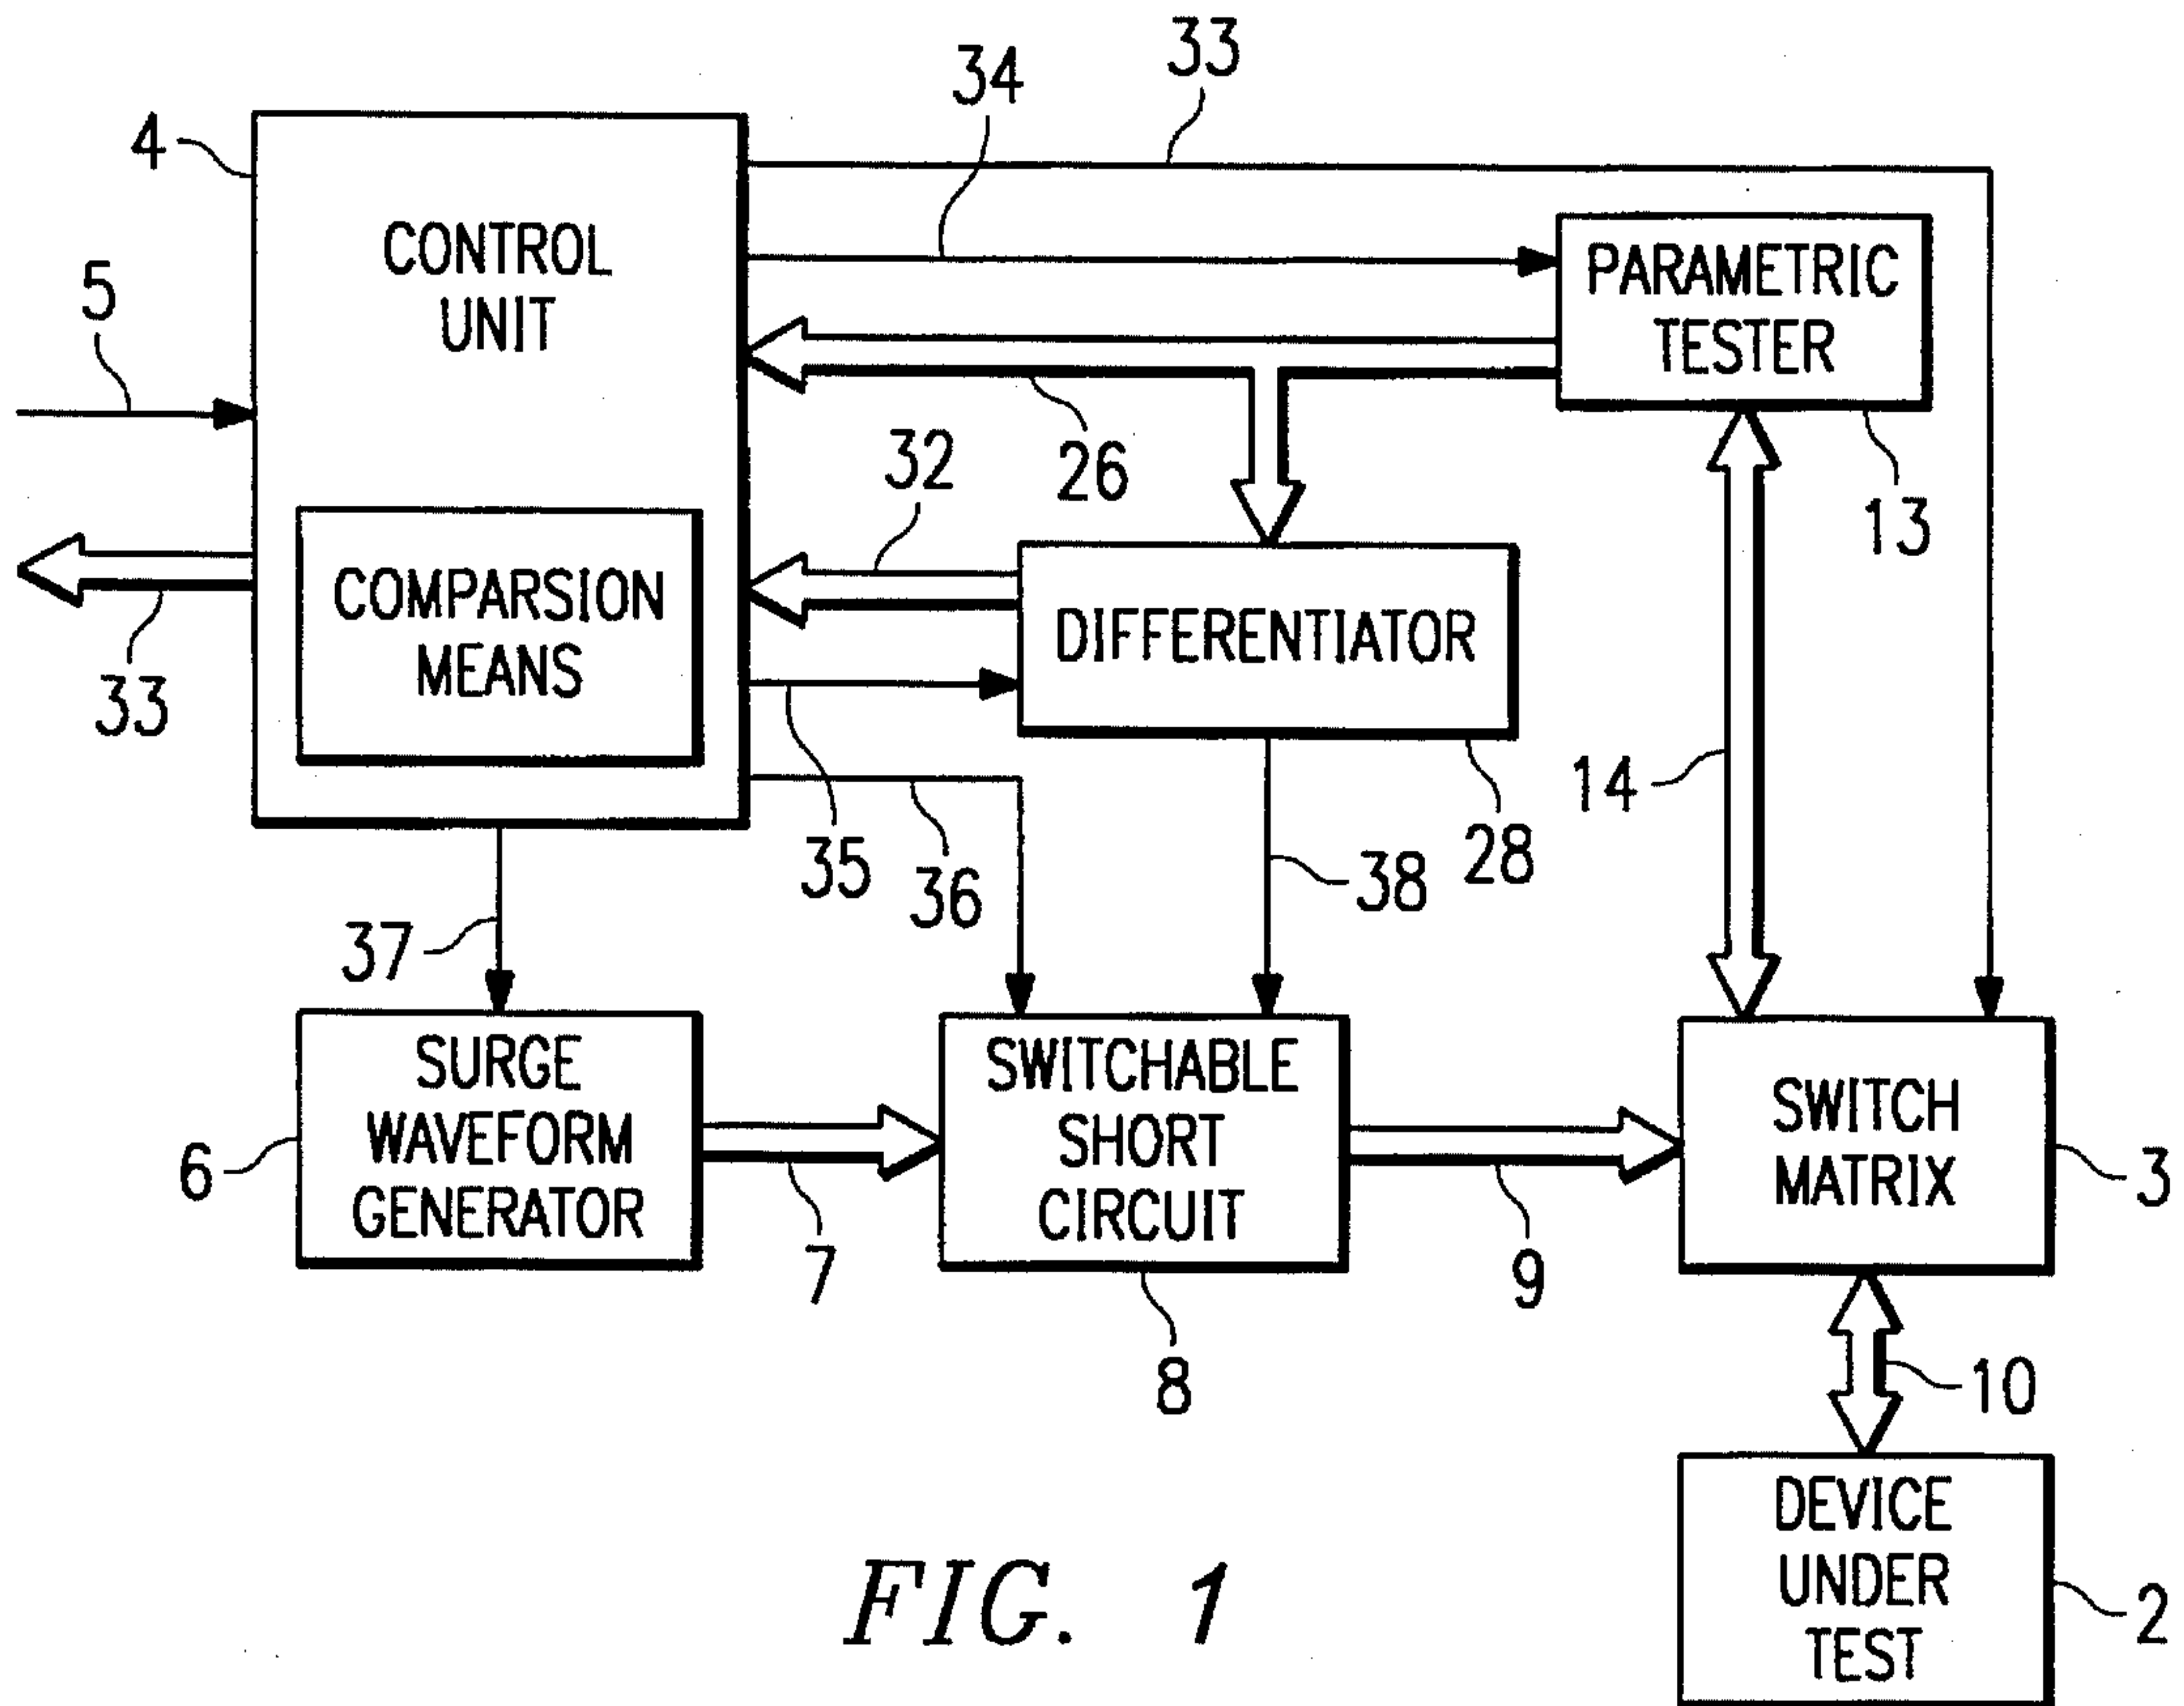 33
34
4
CONTROL
UNIT
PARAMETRIC
TESTER
5
26
32
13
COMPARSION
MEANS
DIFFERENTIATOR
33
14
35
36
38
28
37
SURGE
WAVEFORM
GENERATOR
SWITCHABLE
SHORT
CIRCUIT
SWITCH
MATRIX
6
3
7
9
8
10
DEVICE
UNDER
TEST
2
FIG. 1